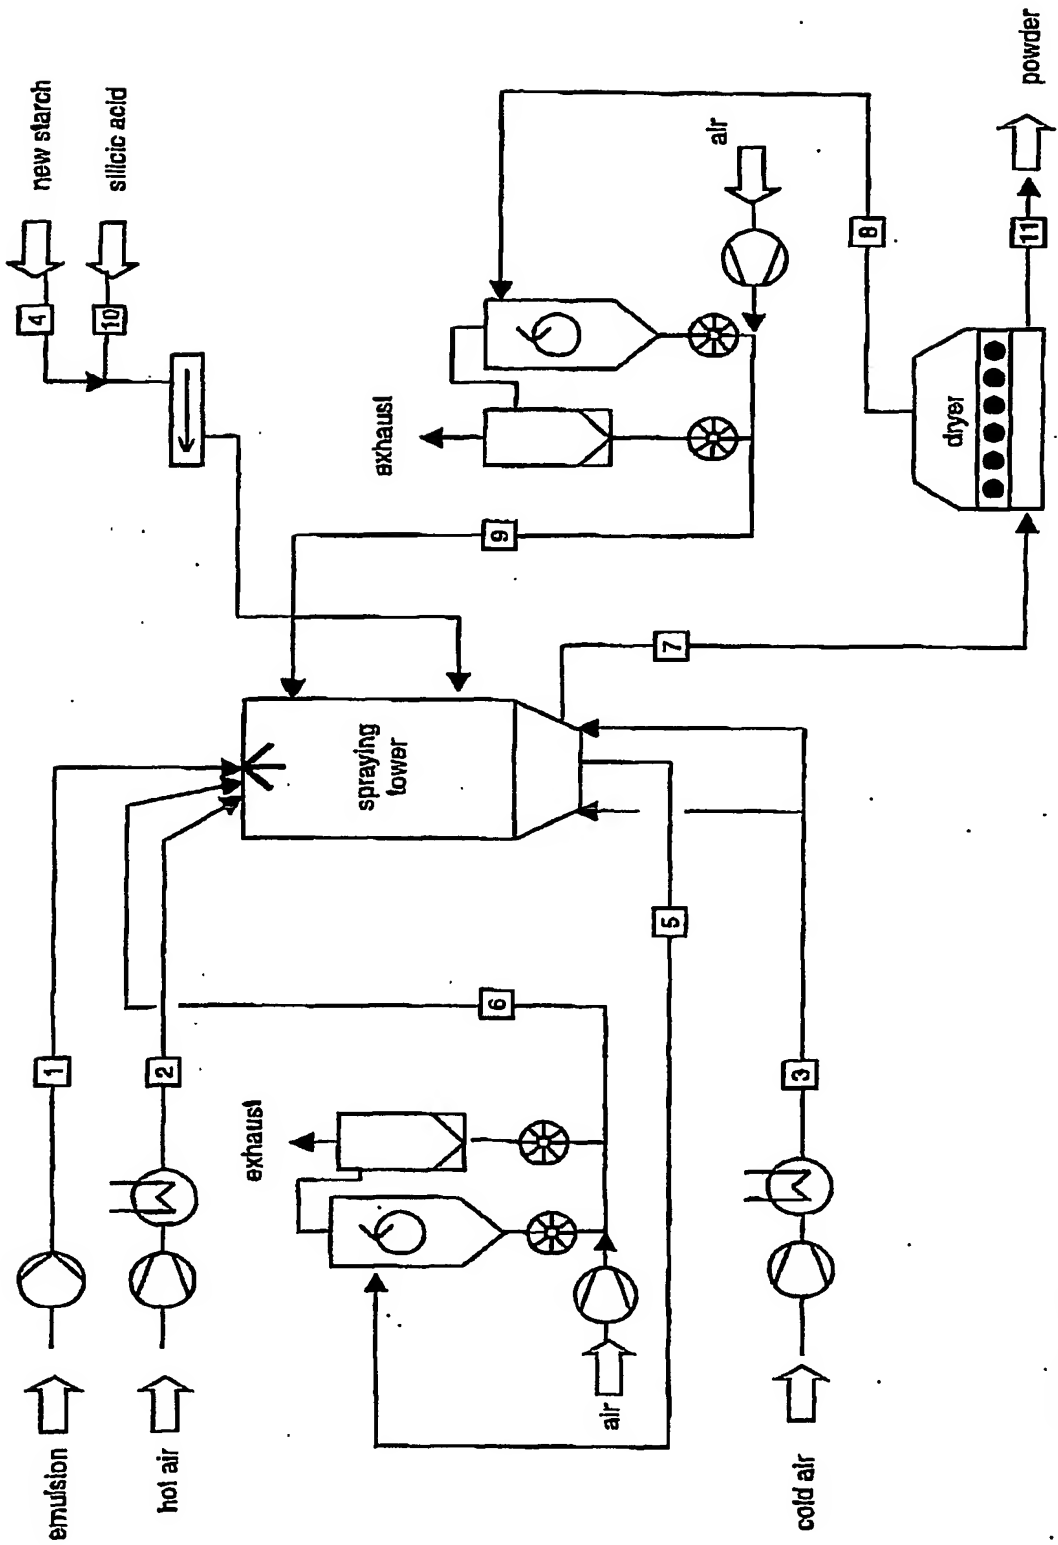 emulsion
1
hot air
2
new starch
4
silicic acid
10
exhaust
6
air
spraying
tower
5
cold air
3
exhaust
9
air
7
8
dryer
11
powder